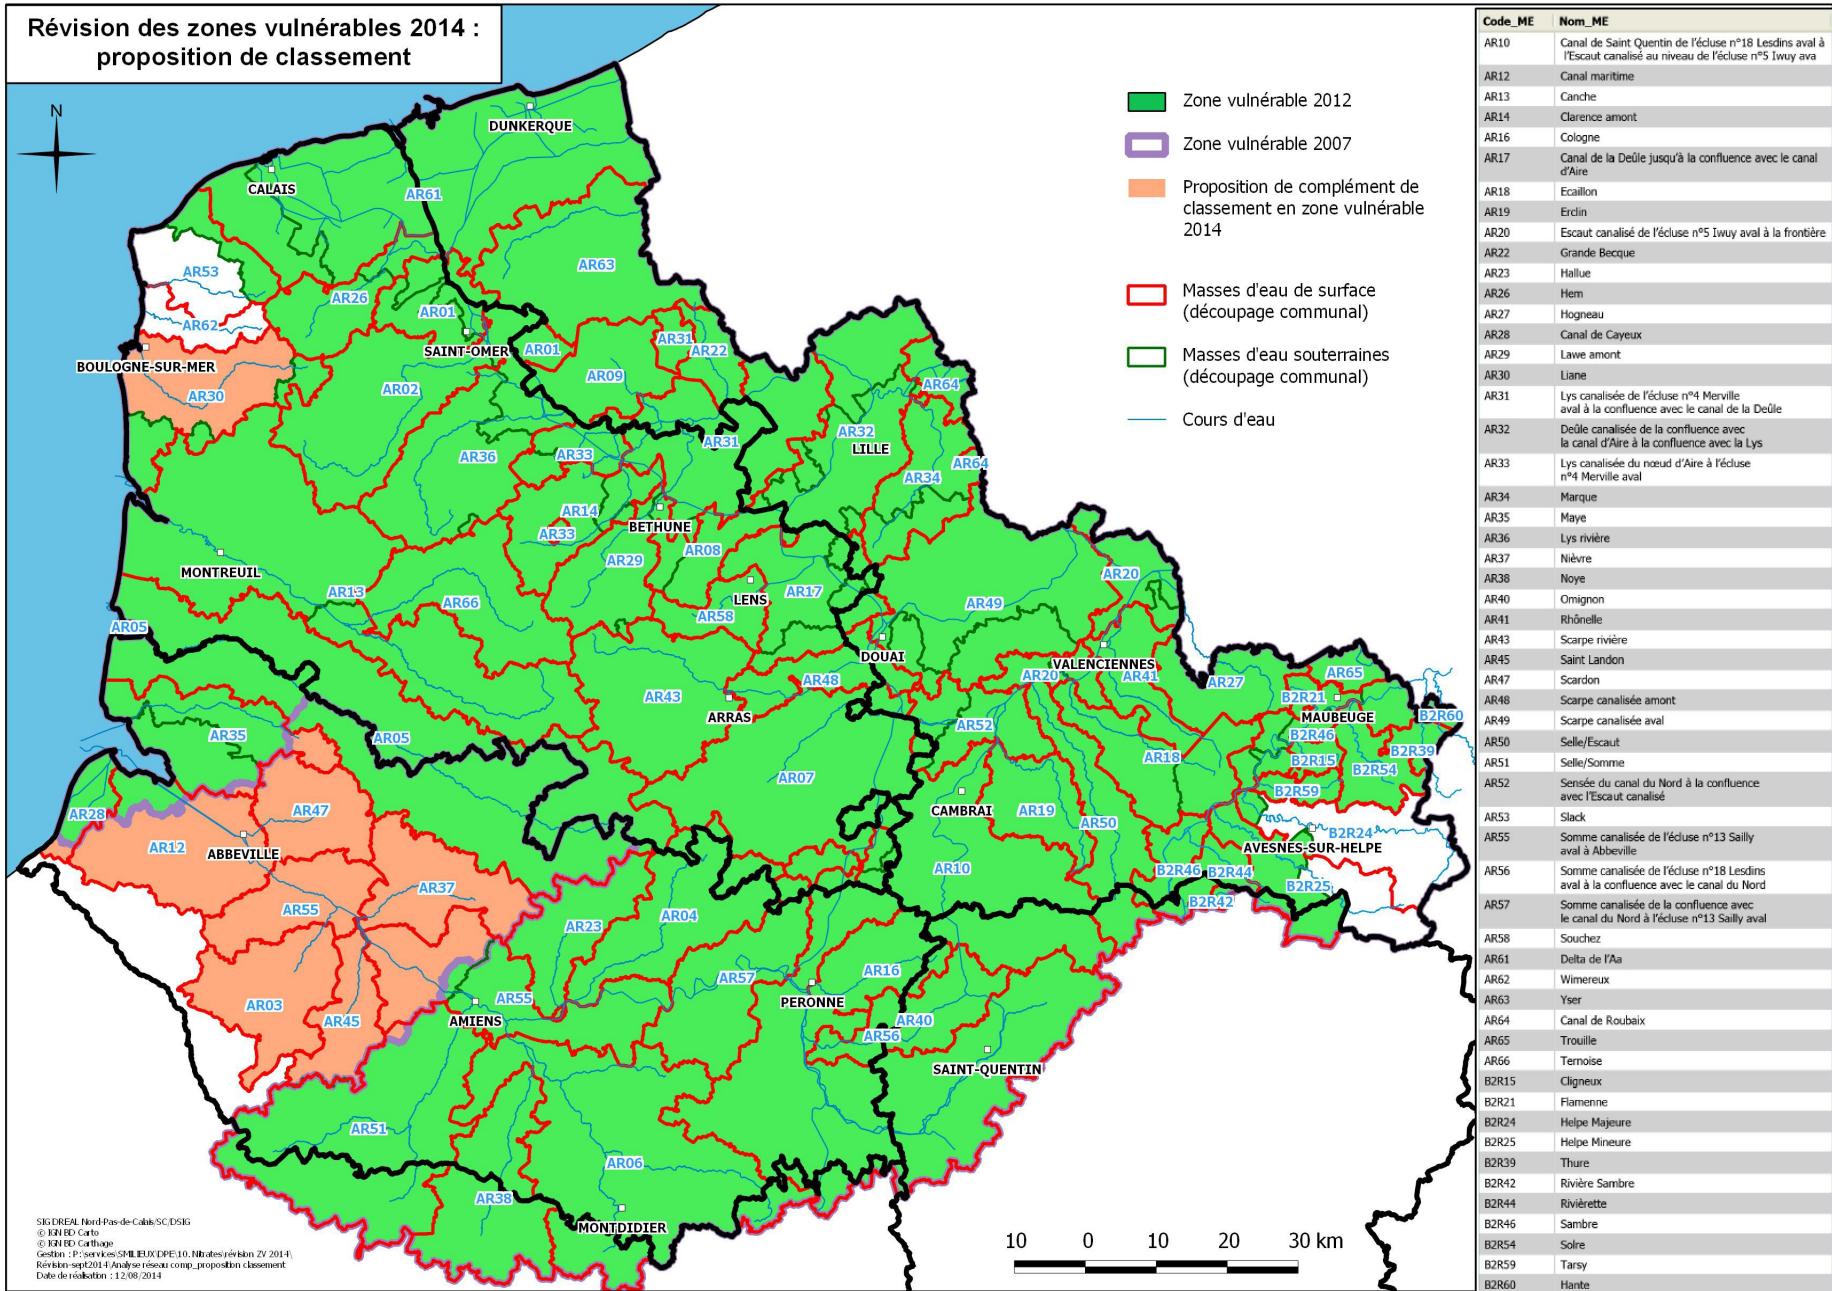 Révision des zones vulnérables 2014 :
proposition de classement
N
Zone vulnérable 2012
Zone vulnérable 2007
Proposition de complément de
classement en zone vulnérable
2014
Masses d'eau de surface
(découpage communal)
Masses d'eau souterraines
(découpage communal)
Cours d'eau
DUNKERQUE
CALAIS
AR61
AR63
AR53
AR26
AR01
AR62
SAINT-OMER
AR01
AR31
AR22
BOULOGNE-SUR-MER
AR30
AR02
AR09
AR64
AR32
LILLE
AR31
AR36
AR33
AR64
AR34
AR14
BETHUNE
AR33
AR08
AR29
MONTREUIL
AR13
AR66
LENS
AR17
AR58
AR49
AR20
AR05
DOUAI
VALENCIENNES
AR20
AR41
AR27
AR65
B2R21
MAUBEUGE
B2R60
AR43
AR48
ARRAS
AR52
B2R46
B2R39
B2R15
B2R54
AR35
AR05
AR07
AR18
B2R59
AR28
AR47
AR12
ABBEVILLE
CAMBRAI
AR19
AR50
B2R24
AVESNES-SUR-HELPE
AR37
AR10
B2R46
B2R44
B2R25
B2R42
AR55
AR23
AR04
AR03
AR45
AR55
AMIENS
AR57
AR16
PERONNE
AR40
AR56
SAINT-QUENTIN
AR51
AR06
AR38
MONTDIDIER
10 0 10 20 30 km
SIG DREAL Nord-Pas-de-Calais/SC/DSIG
© IGN BD Carto
© IGN BD Carthage
Gestion : P:\services\SMILIEUX\DPE\10. Nitrates\révision ZV 2014\
Révision-sept2014\Analyse réseau comp_proposition classement
Date de réalisation : 12/08/2014
Code_ME Nom_ME
AR10 Canal de Saint Quentin de l'écluse n°18 Lesdins aval à
l'Escaut canalisé au niveau de l'écluse n°5 Iwuy ava
AR12 Canal maritime
AR13 Canche
AR14 Clarence amont
AR16 Cologne
AR17 Canal de la Deûle jusqu'à la confluence avec le canal
d'Aire
AR18 Ecaillon
AR19 Erclin
AR20 Escaut canalisé de l'écluse n°5 Iwuy aval à la frontière
AR22 Grande Becque
AR23 Hallue
AR26 Hem
AR27 Hogneau
AR28 Canal de Cayeux
AR29 Lawe amont
AR30 Liane
AR31 Lys canalisée de l'écluse n°4 Merville
aval à la confluence avec le canal de la Deûle
AR32 Deûle canalisée de la confluence avec
la canal d'Aire à la confluence avec la Lys
AR33 Lys canalisée du nœud d'Aire à l'écluse
n°4 Merville aval
AR34 Marque
AR35 Maye
AR36 Lys rivière
AR37 Nièvre
AR38 Noye
AR40 Omignon
AR41 Rhônelle
AR43 Scarpe rivière
AR45 Saint Landon
AR47 Scardon
AR48 Scarpe canalisée amont
AR49 Scarpe canalisée aval
AR50 Selle/Escaut
AR51 Selle/Somme
AR52 Sensée du canal du Nord à la confluence
avec l'Escaut canalisé
AR53 Slack
AR55 Somme canalisée de l'écluse n°13 Sailly
aval à Abbeville
AR56 Somme canalisée de l'écluse n°18 Lesdins
aval à la confluence avec le canal du Nord
AR57 Somme canalisée de la confluence avec
le canal du Nord à l'écluse n°13 Sailly aval
AR58 Souchez
AR61 Delta de l'Aa
AR62 Wimereux
AR63 Yser
AR64 Canal de Roubaix
AR65 Trouille
AR66 Ternoise
B2R15 Cligneux
B2R21 Flamenne
B2R24 Helpe Majeure
B2R25 Helpe Mineure
B2R39 Thure
B2R42 Rivière Sambre
B2R44 Rivièrette
B2R46 Sambre
B2R54 Solre
B2R59 Tarsy
B2R60 Hante